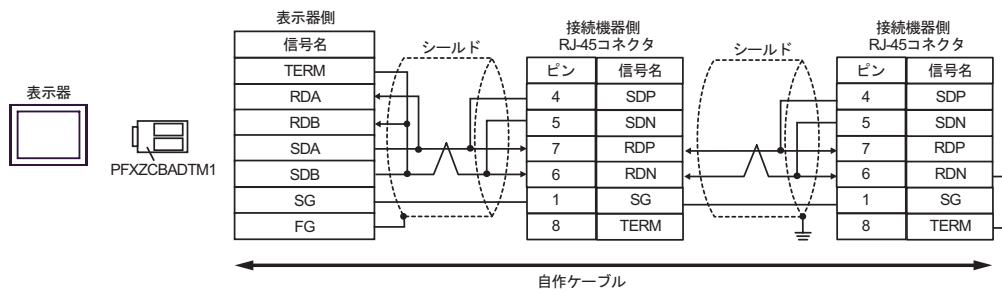 表示器
PFXZCBADTM1
表示器側
信号名
TERM
RDA
RDB
SDA
SDB
SG
FG
シールド
接続機器側
RJ-45コネクタ
ピン 信号名
4 SDP
5 SDN
7 RDP
6 RDN
1 SG
8 TERM
シールド
接続機器側
RJ-45コネクタ
ピン 信号名
4 SDP
5 SDN
7 RDP
6 RDN
1 SG
8 TERM
自作ケーブル